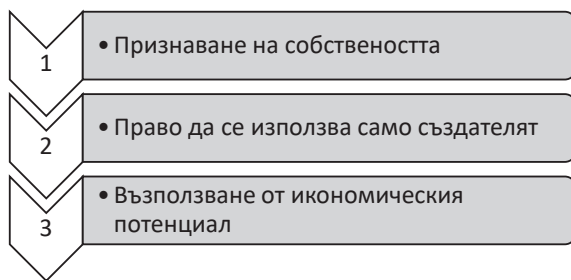 1
• Признаване на собствеността
2
• Право да се използва само създателят
3
• Възползване от икономическия
потенциал